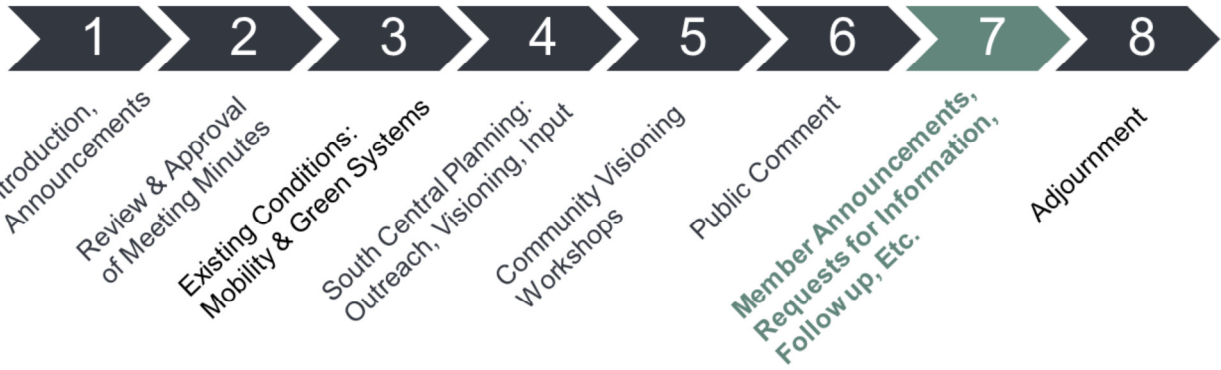 1
2
3
4
5
6
7
8
Announcements
Review & Approval
of Meeting Minutes
Existing Conditions:
Mobility & Green Systems
South Central Planning:
Outreach, Visioning, Input
Community Visioning
Workshops
Public Comment
Member Announcements,
Requests for Information,
Follow up, Etc.
Adjournment